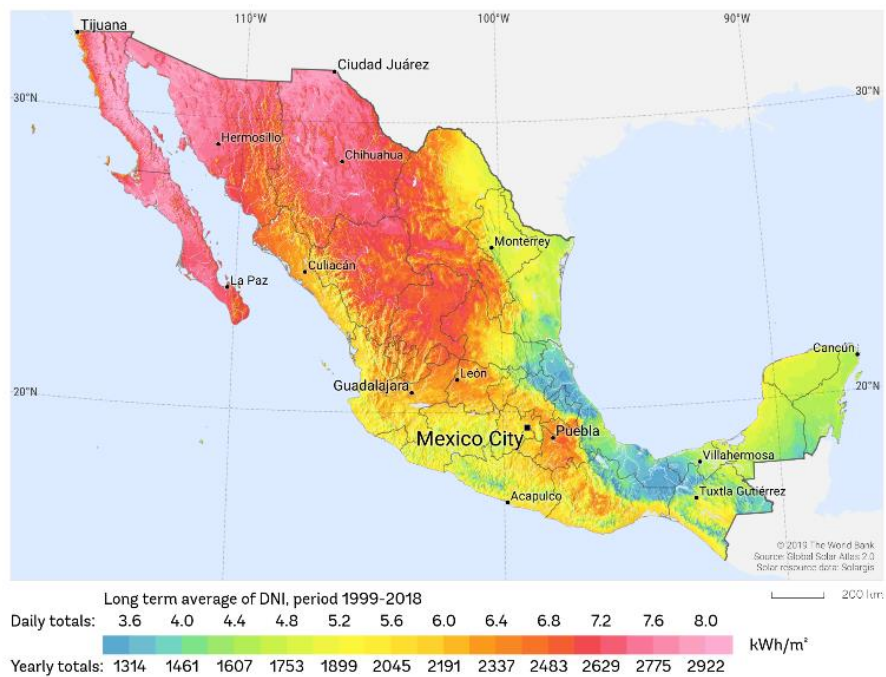 110°W 100°W 90°W
Tijuana
Ciudad Juárez
30°N 30°N
Hermosillo
Chihuahua
Monterrey
Culiacán
La Paz
Cancún
León
20°N Guadalajara 20°N
Mexico City Puebla
Villahermosa
Tuxtla Gutiérrez
Acapulco
© 2019 The World Bank
Source: Global Solar Atlas 2.0
Solar resource data: Solargis
200 km
Long term average of DNI, period 1999-2018
Daily totals: 3.6 4.0 4.4 4.8 5.2 5.6 6.0 6.4 6.8 7.2 7.6 8.0
kWh/m²
Yearly totals: 1314 1461 1607 1753 1899 2045 2191 2337 2483 2629 2775 2922